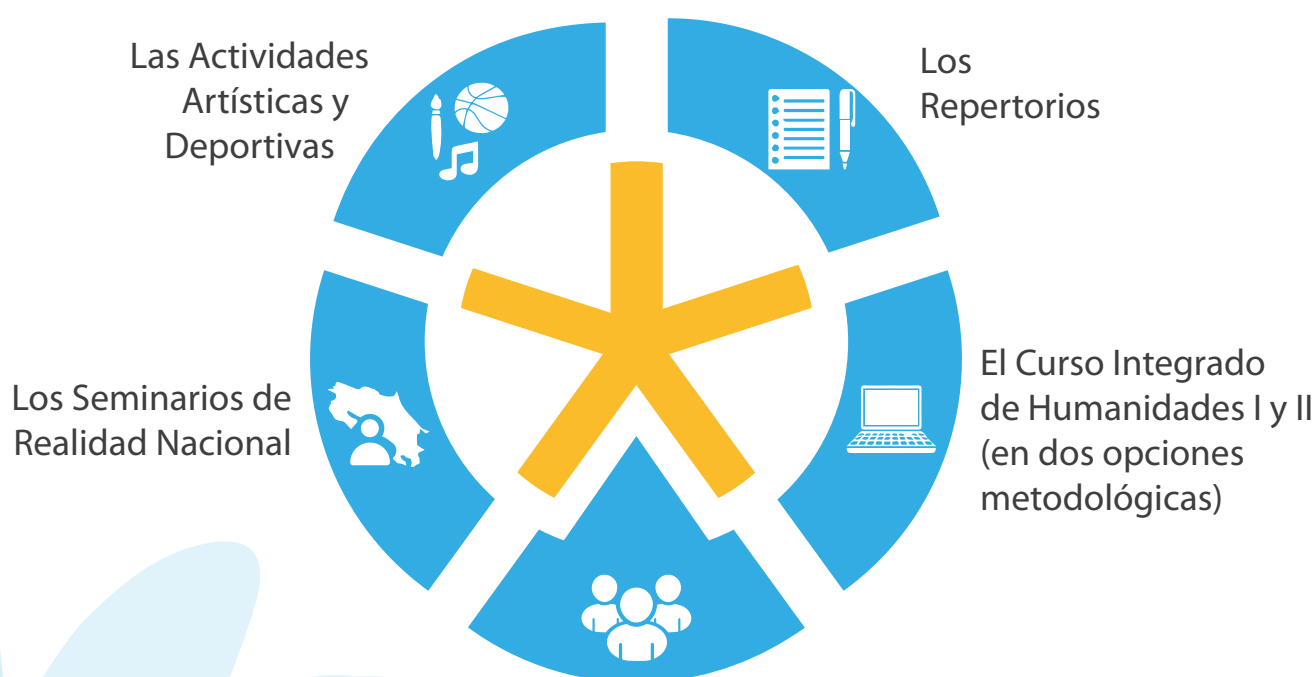 Las Actividades
Artísticas y
Deportivas
Los
Repertorios
Los Seminarios de
Realidad Nacional
El Curso Integrado
de Humanidades I y II
(en dos opciones
metodológicas)